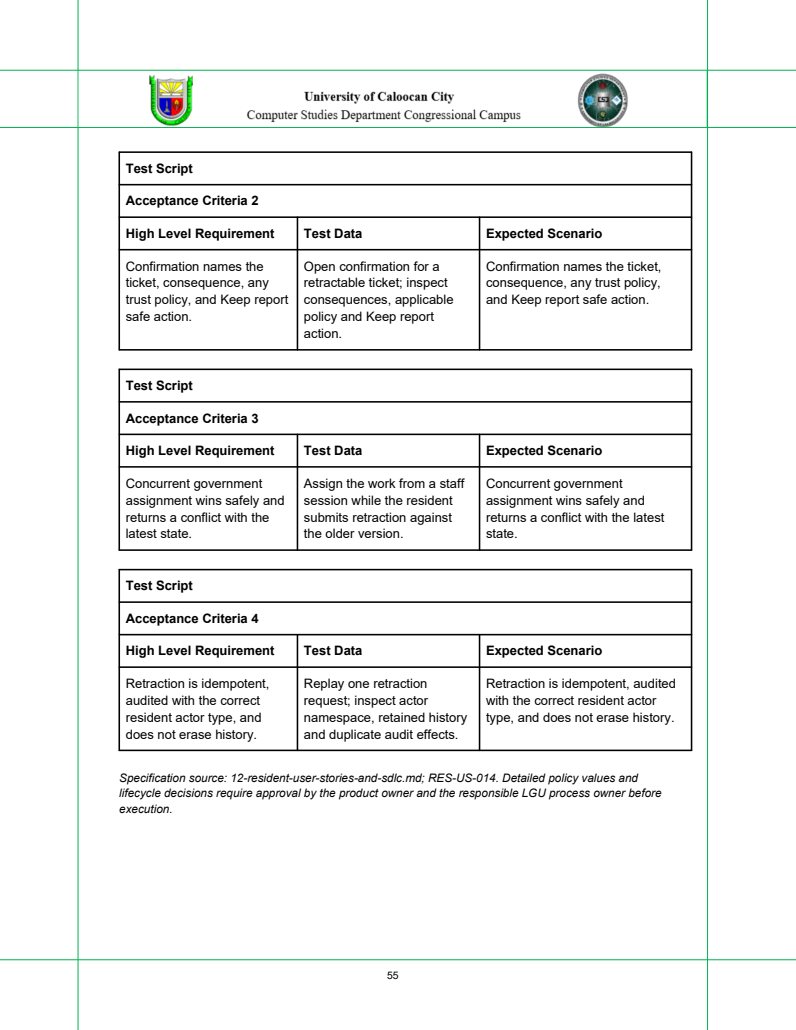 University of Caloocan City
Computer Studies Department Congressional Campus
Test Script
Acceptance Criteria 2
High Level Requirement
Test Data
Expected Scenario
Confirmation names the
ticket, consequence, any
trust policy, and Keep report
safe action.
Open confirmation for a
retractable ticket; inspect
consequences, applicable
policy and Keep report
action.
Confirmation names the ticket,
consequence, any trust policy,
and Keep report safe action.
Test Script
Acceptance Criteria 3
High Level Requirement
Test Data
Expected Scenario
Concurrent government
assignment wins safely and
returns a conflict with the
latest state.
Assign the work from a staff
session while the resident
submits retraction against
the older version.
Concurrent government
assignment wins safely and
returns a conflict with the latest
state.
Test Script
Acceptance Criteria 4
High Level Requirement
Test Data
Expected Scenario
Retraction is idempotent,
audited with the correct
resident actor type, and
does not erase history.
Replay one retraction
request; inspect actor
namespace, retained history
and duplicate audit effects.
Retraction is idempotent, audited
with the correct resident actor
type, and does not erase history.
Specification source: 12-resident-user-stories-and-sdlc.md; RES-US-014. Detailed policy values and
lifecycle decisions require approval by the product owner and the responsible LGU process owner before
execution.
55